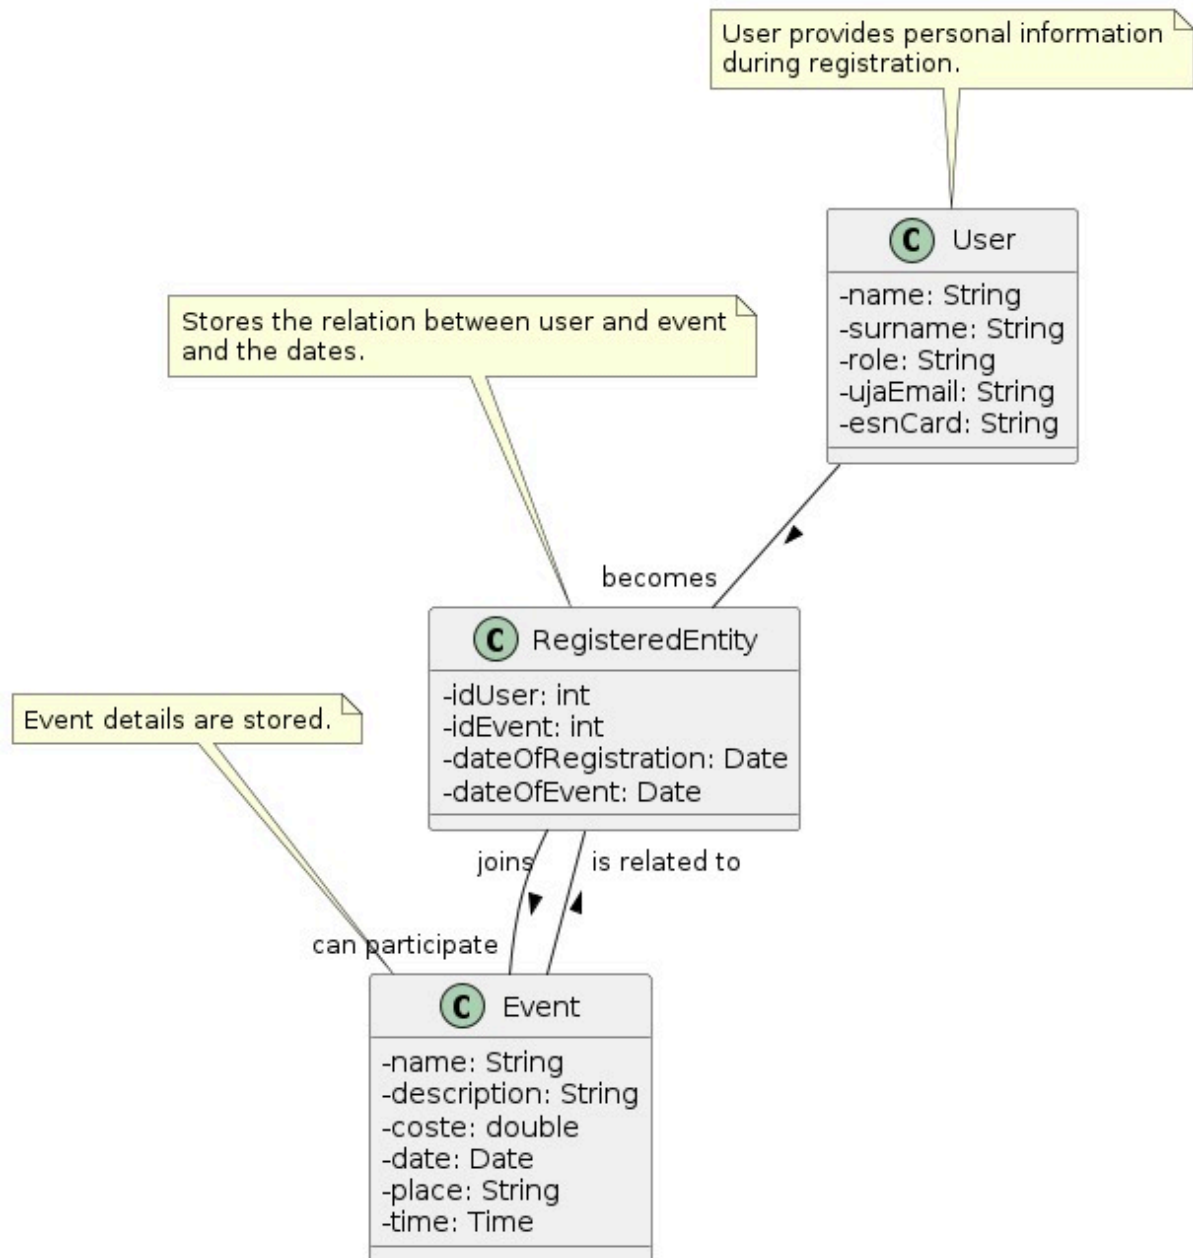 User provides personal information
during registration.
C User
-name: String
-surname: String
-role: String
-ujaEmail: String
-esnCard: String
Stores the relation between user and event
and the dates.
becomes
C RegisteredEntity
-idUser: int
-idEvent: int
-dateOfRegistration: Date
-dateOfEvent: Date
Event details are stored.
joins
is related to
can participate
C Event
-name: String
-description: String
-coste: double
-date: Date
-place: String
-time: Time